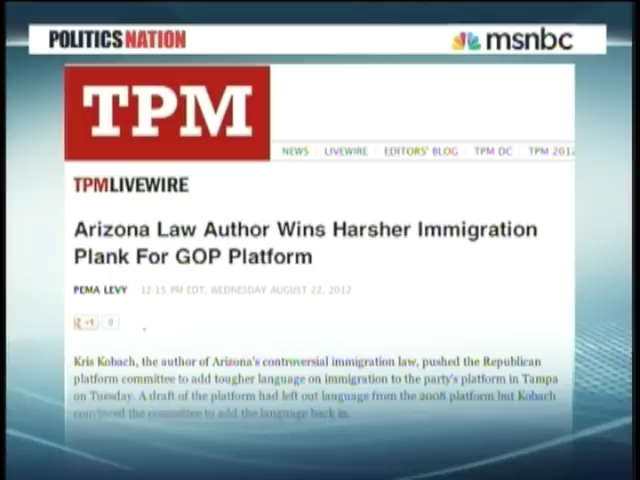 POLITICSNATION
msnbc
TPM
NEWS LIVEWIRE EDITORS' BLOG TPM DC TPM 2012
TPMLIVEWIRE
Arizona Law Author Wins Harsher Immigration
Plank For GOP Platform
PEMA LEVY 12:15 PM EDT, WEDNESDAY AUGUST 22, 2012
+1 0
Kris Kobach, the author of Arizona's controversial immigration law, pushed the Republican
platform committee to add tougher language on immigration to the party's platform in Tampa
on Tuesday. A draft of the platform had left out language from the 2008 platform but Kobach
convinced the committee to add the language back in.